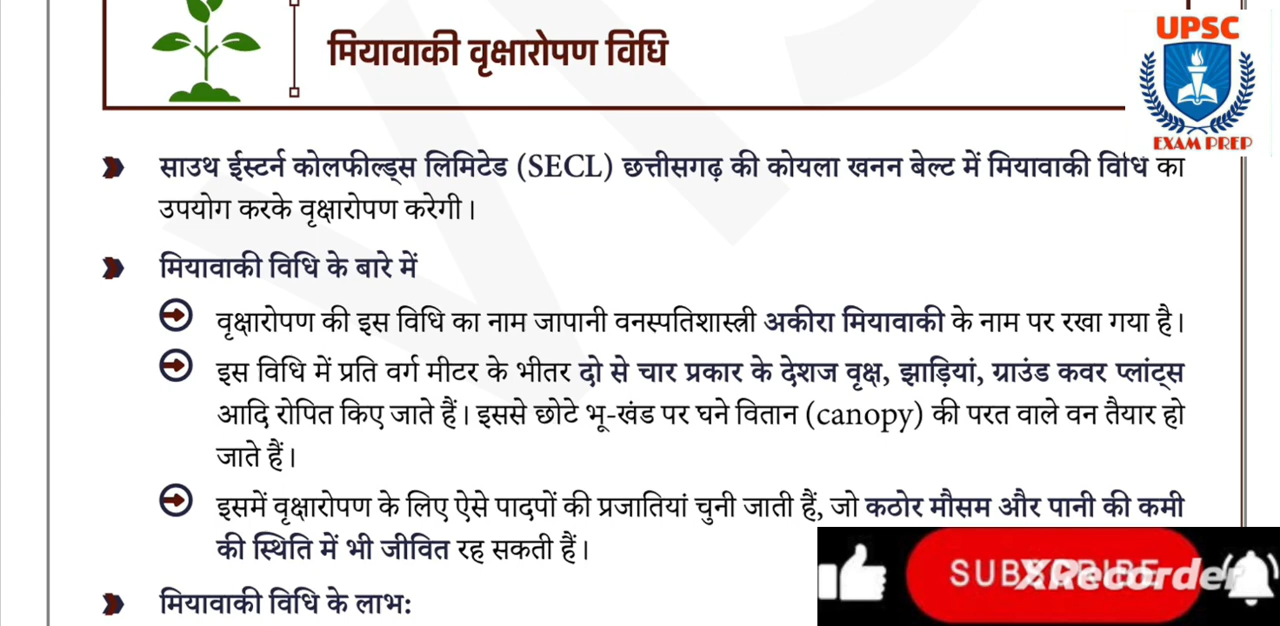 मियावाकी वृक्षारोपण विधि
UPSC
EXAM PREP
साउथ ईस्टर्न कोलफील्ड्स लिमिटेड (SECL) छत्तीसगढ़ की कोयला खनन बेल्ट में मियावाकी विधि का
उपयोग करके वृक्षारोपण करेगी।
मियावाकी विधि के बारे में
वृक्षारोपण की इस विधि का नाम जापानी वनस्पतिशास्त्री अकीरा मियावाकी के नाम पर रखा गया है।
इस विधि में प्रति वर्ग मीटर के भीतर दो से चार प्रकार के देशज वृक्ष, झाड़ियां, ग्राउंड कवर प्लांट्स
आदि रोपित किए जाते हैं। इससे छोटे भू-खंड पर घने वितान (canopy) की परत वाले वन तैयार हो
जाते हैं।
इसमें वृक्षारोपण के लिए ऐसे पादपों की प्रजातियां चुनी जाती हैं, जो कठोर मौसम और पानी की कमी
की स्थिति में भी जीवित रह सकती हैं।
SUBSCRIBE
XRecorder
मियावाकी विधि के लाभ: